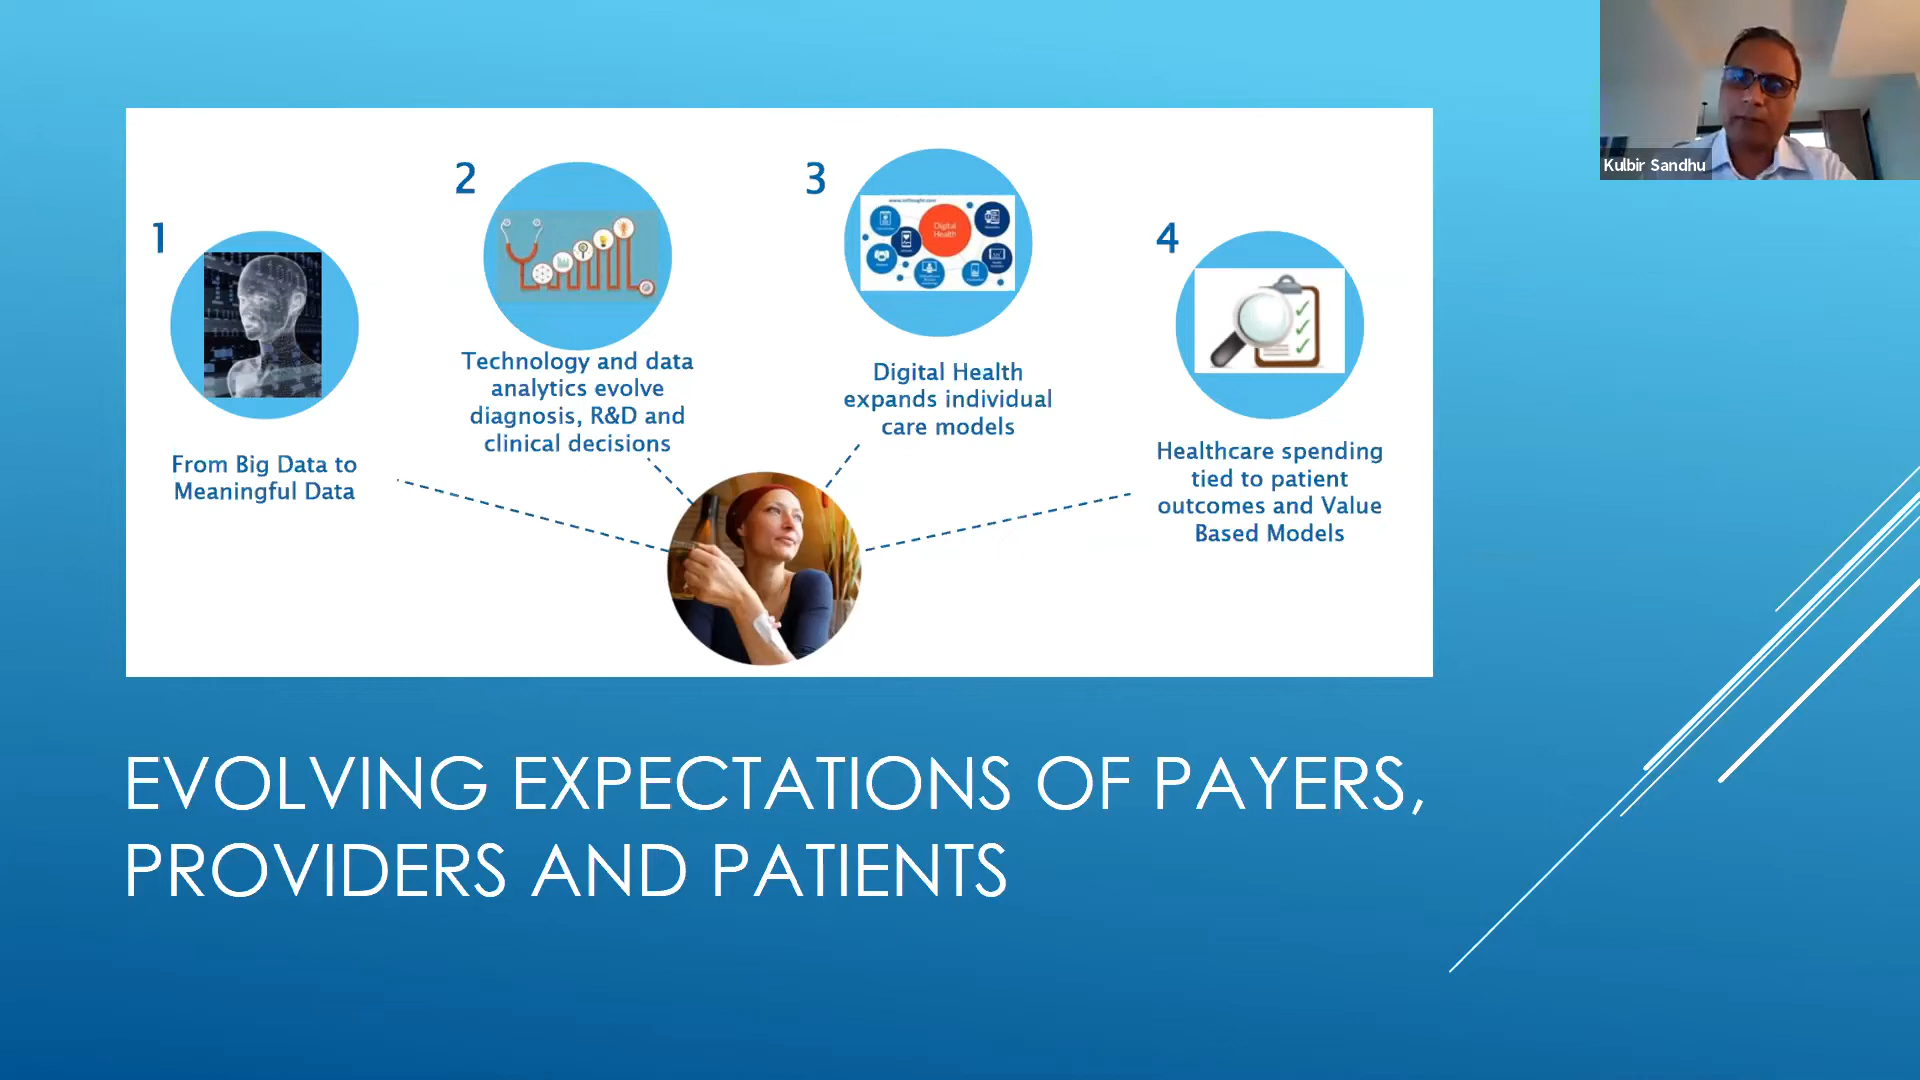 Kulbir Sandhu
1
From Big Data to
Meaningful Data
2
Technology and data
analytics evolve
diagnosis, R&D and
clinical decisions
3
Digital
Health
Digital Health
expands individual
care models
4
Healthcare spending
tied to patient
outcomes and Value
Based Models
EVOLVING EXPECTATIONS OF PAYERS,
PROVIDERS AND PATIENTS